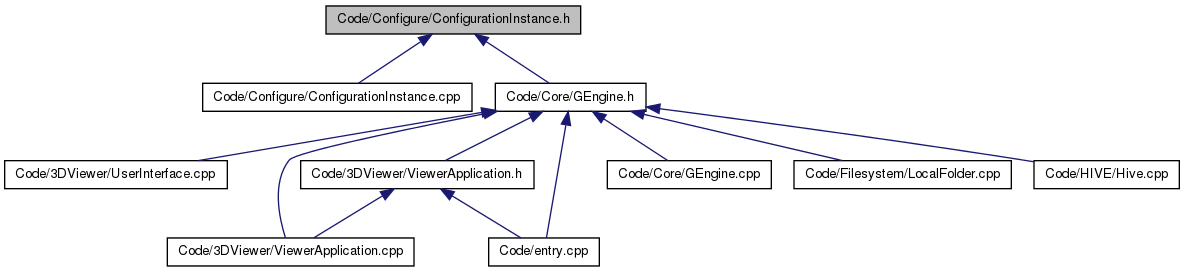 Code/Configure/ConfigurationInstance.h
Code/Configure/ConfigurationInstance.cpp
Code/Core/GEngine.h
Code/3DViewer/UserInterface.cpp
Code/3DViewer/ViewerApplication.h
Code/Core/GEngine.cpp
Code/Filesystem/LocalFolder.cpp
Code/HIVE/Hive.cpp
Code/3DViewer/ViewerApplication.cpp
Code/entry.cpp